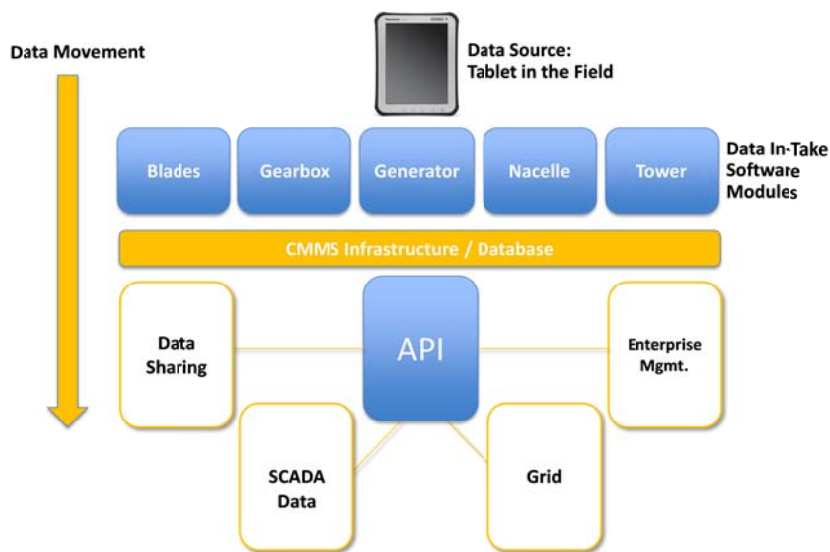 Data Movement
Data Source:
Tablet in the Field
Blades
Gearbox
Generator
Nacelle
Tower
Data In-Take
Software
Modules
CMMS Infrastructure / Database
Data
Sharing
API
Enterprise
Mgmt.
SCADA
Data
Grid